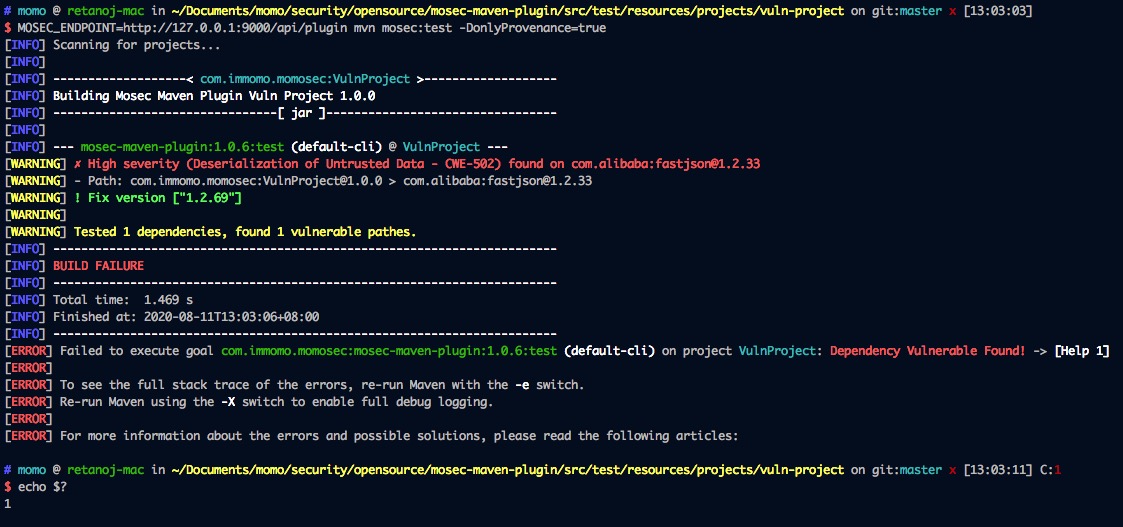 # momo @ retanoj-mac in ~/Documents/momo/security/opensource/mosec-maven-plugin/src/test/resources/projects/vuln-project on git:master x [13:03:03]
$ MOSEC_ENDPOINT=http://127.0.0.1:9000/api/plugin mvn mosec:test -DonlyProvenance=true
[INFO] Scanning for projects...
[INFO]
[INFO] -------------------< com.immomo.momosec:VulnProject >-------------------
[INFO] Building Mosec Maven Plugin Vuln Project 1.0.0
[INFO] --------------------------------[ jar ]---------------------------------
[INFO]
[INFO] --- mosec-maven-plugin:1.0.6:test (default-cli) @ VulnProject ---
[WARNING] ✗ High severity (Deserialization of Untrusted Data - CWE-502) found on com.alibaba:fastjson@1.2.33
[WARNING] - Path: com.immomo.momosec:VulnProject@1.0.0 > com.alibaba:fastjson@1.2.33
[WARNING] ! Fix version ["1.2.69"]
[WARNING]
[WARNING] Tested 1 dependencies, found 1 vulnerable pathes.
[INFO] ------------------------------------------------------------------------
[INFO] BUILD FAILURE
[INFO] ------------------------------------------------------------------------
[INFO] Total time:  1.469 s
[INFO] Finished at: 2020-08-11T13:03:06+08:00
[INFO] ------------------------------------------------------------------------
[ERROR] Failed to execute goal com.immomo.momosec:mosec-maven-plugin:1.0.6:test (default-cli) on project VulnProject: Dependency Vulnerable Found! -> [Help 1]
[ERROR]
[ERROR] To see the full stack trace of the errors, re-run Maven with the -e switch.
[ERROR] Re-run Maven using the -X switch to enable full debug logging.
[ERROR]
[ERROR] For more information about the errors and possible solutions, please read the following articles:
# momo @ retanoj-mac in ~/Documents/momo/security/opensource/mosec-maven-plugin/src/test/resources/projects/vuln-project on git:master x [13:03:11] C:1
$ echo $?
1